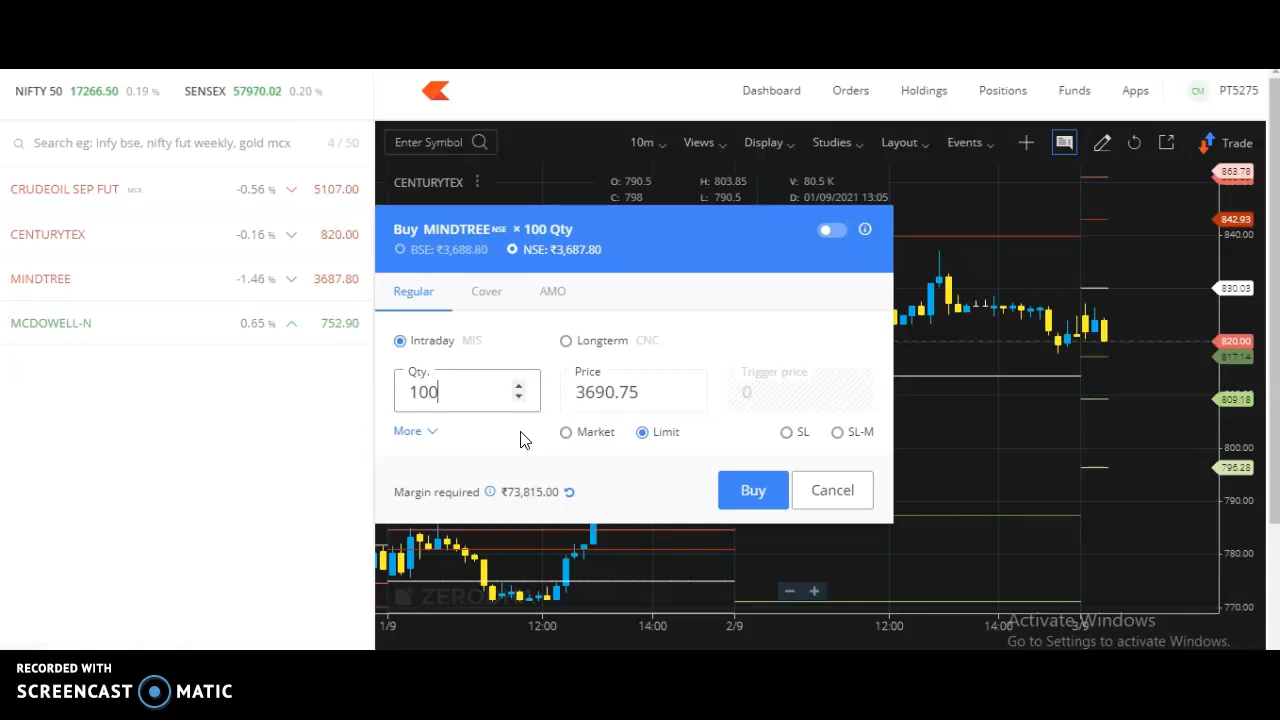 NIFTY 50 17266.50 0.19 % SENSEX 57970.02 0.20 %
Dashboard Orders Holdings Positions Funds Apps CM PT5275
Search eg: infy bse, nifty fut weekly, gold mcx 4 / 50
Enter Symbol 10m Views Display Studies Layout Events Trade
CRUDEOIL SEP FUT MCX -0.56 % 5107.00
CENTURYTEX -0.16 % 820.00
MINDTREE -1.46 % 3687.80
MCDOWELL-N 0.65 % 752.90
CENTURYTEX O: 790.5 H: 803.85 V: 80.5 K
C: 798 L: 790.5 D: 01/09/2021 13:05
Buy MINDTREE NSE × 100 Qty
BSE: ₹3,688.80 NSE: ₹3,687.80
Regular Cover AMO
Intraday MIS Longterm CNC
Qty. Price Trigger price
100 3690.75 0
More Market Limit SL SL-M
Margin required ₹73,815.00 Buy Cancel
863.78
842.93
840.00
830.03
820.00
817.14
809.18
800.00
796.28
790.00
780.00
770.00
1/9 12:00 14:00 2/9 12:00 14:00 3/9
Activate Windows
Go to Settings to activate Windows.
RECORDED WITH
SCREENCAST MATIC